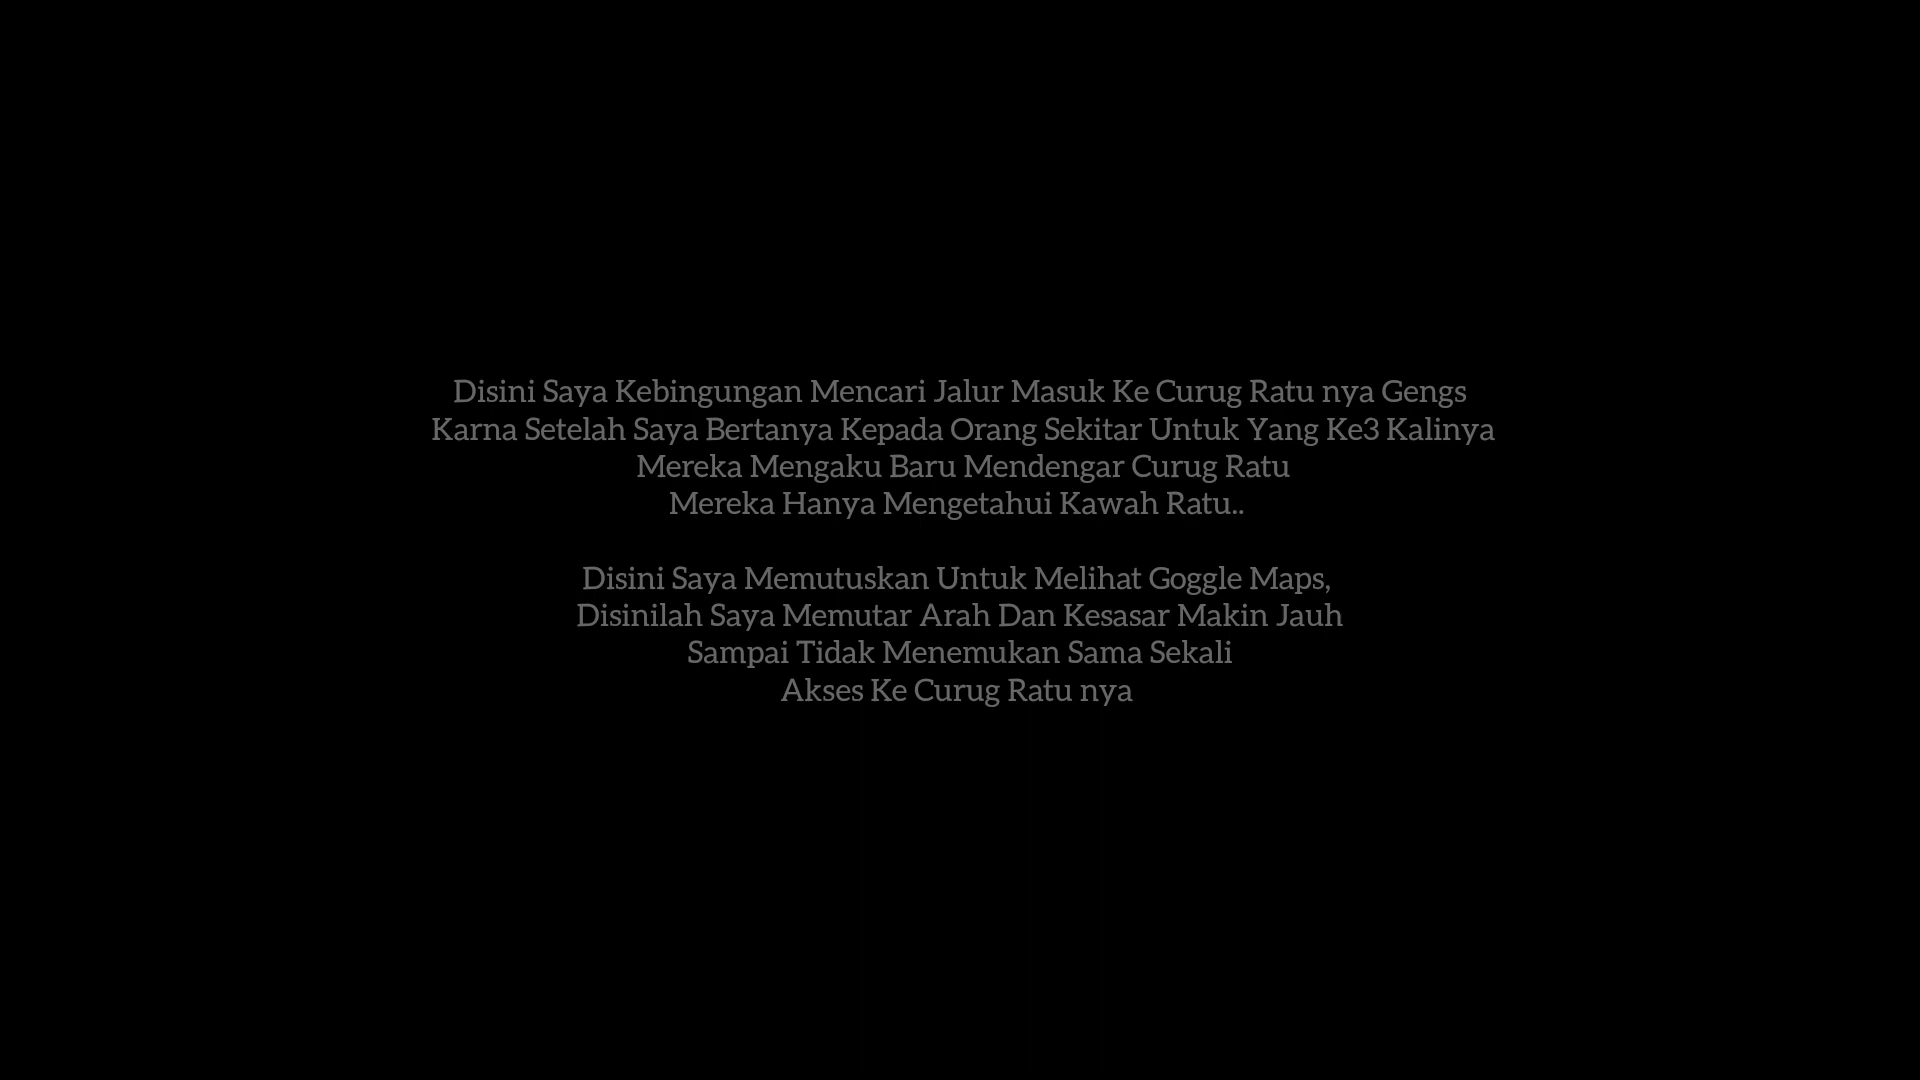 Disini Saya Kebingungan Mencari Jalur Masuk Ke Curug Ratu nya Gengs
Karna Setelah Saya Bertanya Kepada Orang Sekitar Untuk Yang Ke3 Kalinya
Mereka Mengaku Baru Mendengar Curug Ratu
Mereka Hanya Mengetahui Kawah Ratu..
Disini Saya Memutuskan Untuk Melihat Goggle Maps,
Disinilah Saya Memutar Arah Dan Kesasar Makin Jauh
Sampai Tidak Menemukan Sama Sekali
Akses Ke Curug Ratu nya